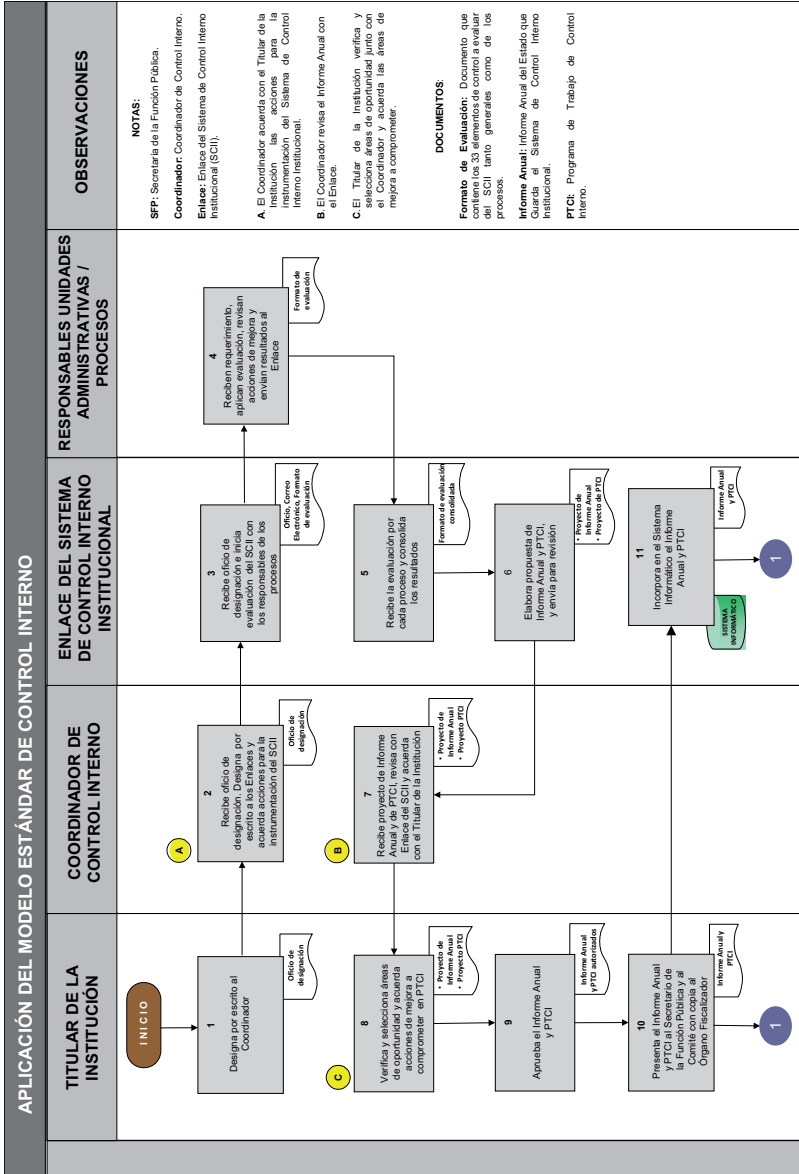 APLICACIÓN DEL MODELO ESTÁNDAR DE CONTROL INTERNO
TITULAR DE LA
INSTITUCIÓN
COORDINADOR DE
CONTROL INTERNO
ENLACE DEL SISTEMA
DE CONTROL INTERNO
INSTITUCIONAL
RESPONSABLES UNIDADES
ADMINISTRATIVAS /
PROCESOS
OBSERVACIONES
INICIO
1
Designa por escrito al
Coordinador
Oficio de
designación
A
2
Recibe oficio de
designación. Designa por
escrito a los Enlaces y
acuerda acciones para la
instrumentación del SCII
Oficio de
designación
3
Recibe oficio de
designación e inicia
evaluación del SCII con
los responsables de los
procesos
Oficio, Correo
Electrónico, Formato
de evaluación
4
Reciben requerimiento,
aplican evaluación, revisan
acciones de mejora y
envían resultados al
Enlace
Formato de
evaluación
5
Recibe la evaluación por
cada proceso y consolida
los resultados
Formato de evaluación
consolidada
6
Elabora propuesta de
Informe Anual y PTCI,
y envía para revisión
• Proyecto de
Informe Anual
• Proyecto de PTCI
B
7
Recibe proyecto de Informe
Anual y de PTCI, revisa con
Enlace del SCII y acuerda
con el Titular de la Institución
• Proyecto de
Informe Anual
• Proyecto PTCI
C
8
Verifica y selecciona áreas
de oportunidad y acuerda
acciones de mejora a
comprometer en PTCI
• Proyecto de
Informe Anual
• Proyecto PTCI
9
Aprueba el Informe Anual
y PTCI
Informe Anual
y PTCI autorizados
10
Presenta el Informe Anual
y PTCI al Secretario de
la Función Pública y al
Comité con copia al
Órgano Fiscalizador
Informe Anual y
PTCI
1
11
Incorpora en el Sistema
Informático el Informe
Anual y PTCI
Informe Anual
y PTCI
SISTEMA
INFORMÁTICO
1
NOTAS:
SFP: Secretaría de la Función Pública.
Coordinador: Coordinador de Control Interno.
Enlace: Enlace del Sistema de Control Interno
Institucional (SCII).
A. El Coordinador acuerda con el Titular de la
Institución las acciones para la
instrumentación del Sistema de Control
Interno Institucional.
B. El Coordinador revisa el Informe Anual con
el Enlace.
C. El Titular de la Institución verifica y
selecciona áreas de oportunidad junto con
el Coordinador y acuerda las áreas de
mejora a comprometer.
DOCUMENTOS:
Formato de Evaluación: Documento que
contiene los 33 elementos de control a evaluar
del SCII tanto generales como de los
procesos.
Informe Anual: Informe Anual del Estado que
Guarda el Sistema de Control Interno
Institucional.
PTCI: Programa de Trabajo de Control
Interno.